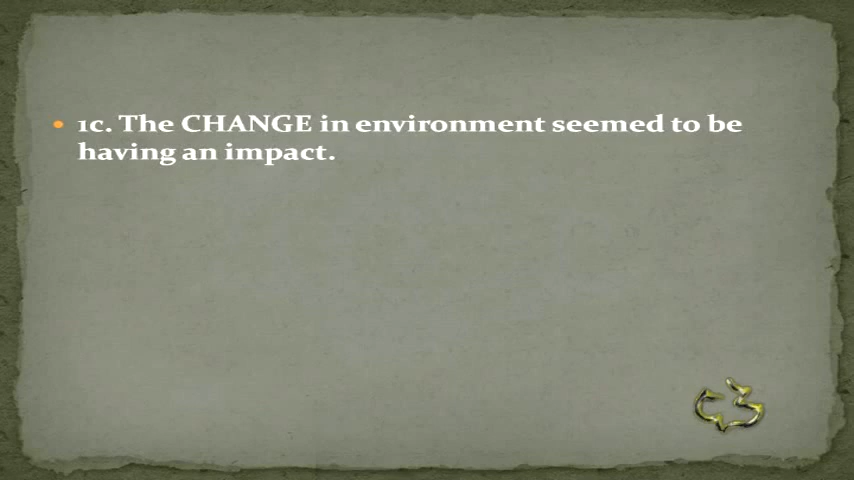 • 1c. The CHANGE in environment seemed to be
having an impact.